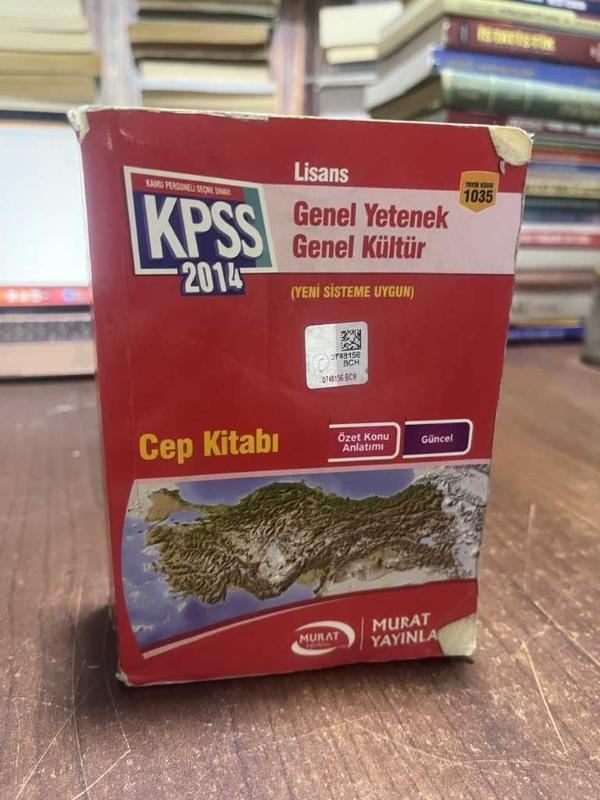 Lisans
KAMU PERSONELİ SEÇME SINAVI
KPSS
2014
YAYIN KODU
1035
Genel Yetenek
Genel Kültür
(YENİ SİSTEME UYGUN)
0748156
BCH
0748156 BCH
Cep Kitabı
Özet Konu
Anlatımı
Güncel
MURAT
eğitim
MURAT
YAYINLA